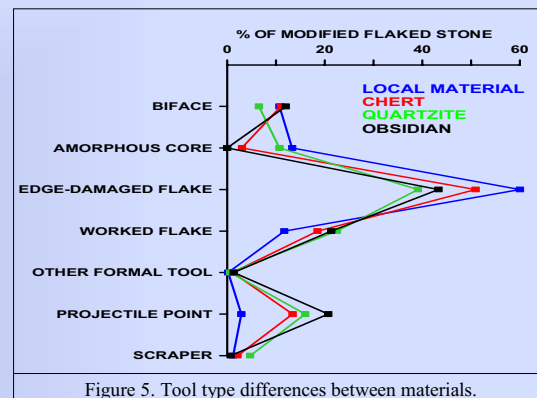 % OF MODIFIED FLAKED STONE
0 20 40 60
LOCAL MATERIAL
CHERT
QUARTZITE
OBSIDIAN
BIFACE
AMORPHOUS CORE
EDGE-DAMAGED FLAKE
WORKED FLAKE
OTHER FORMAL TOOL
PROJECTILE POINT
SCRAPER
Figure 5. Tool type differences between materials.